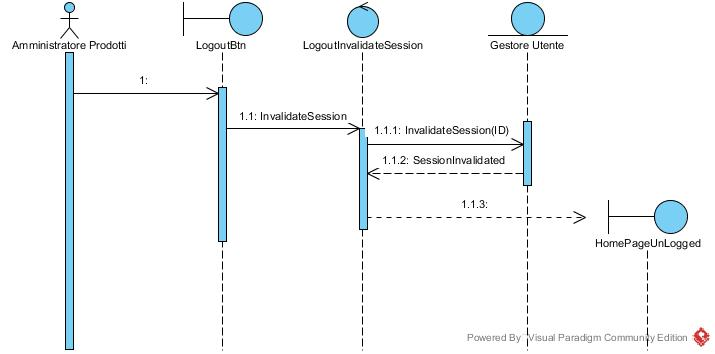 Amministratore Prodotti
LogoutBtn
LogoutInvalidateSession
Gestore Utente
1:
1.1: InvalidateSession
1.1.1: InvalidateSession(ID)
1.1.2: SessionInvalidated
1.1.3:
HomePageUnLogged
Powered By Visual Paradigm Community Edition